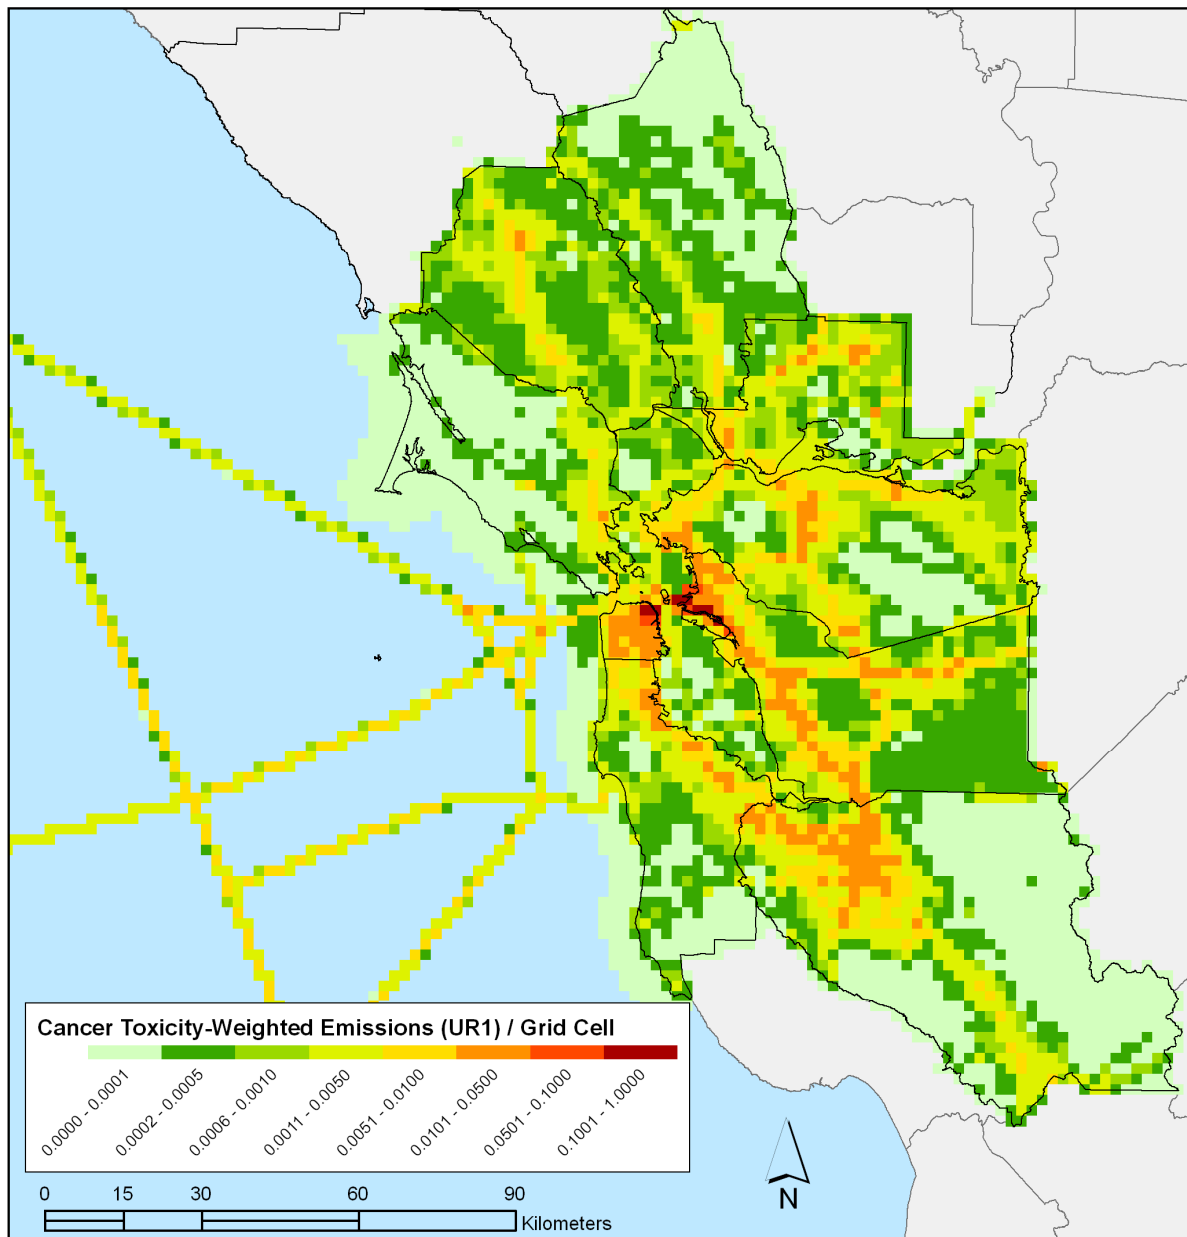 Cancer Toxicity-Weighted Emissions (UR1) / Grid Cell
0.0000 - 0.0001
0.0002 - 0.0005
0.0006 - 0.0010
0.0011 - 0.0050
0.0051 - 0.0100
0.0101 - 0.0500
0.0501 - 0.1000
0.1001 - 1.0000
0 15 30 60 90
Kilometers
N